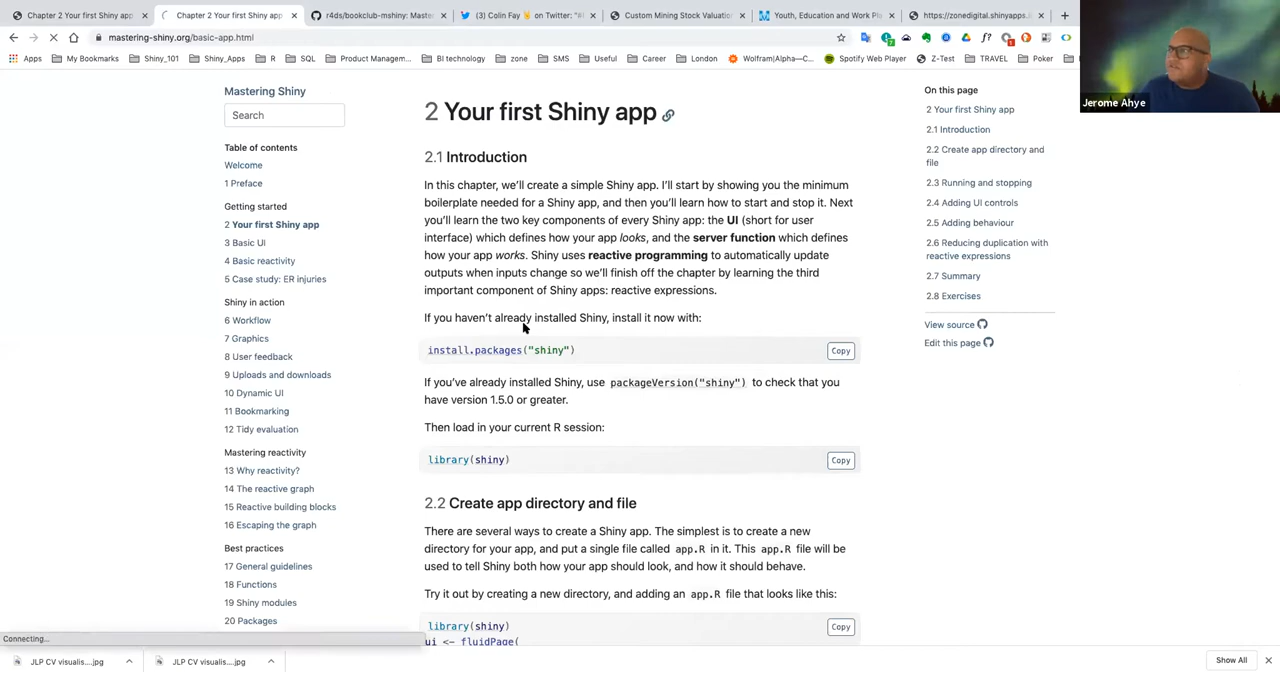 Chapter 2 Your first Shiny app
Chapter 2 Your first Shiny app
r4ds/bookclub-mshiny: Master
(3) Colin Fay on Twitter: "#
Custom Mining Stock Valuation
Youth, Education and Work Pl
https://zonedigital.shinyapps.
mastering-shiny.org/basic-app.html
Apps
My Bookmarks
Shiny_101
Shiny_Apps
R
SQL
Product Managem...
BI technology
zone
SMS
Useful
Career
London
Wolfram|Alpha—C...
Spotify Web Player
Z-Test
TRAVEL
Poker
Jerome Ahye
Mastering Shiny
Search
Table of contents
Welcome
1 Preface
Getting started
2 Your first Shiny app
3 Basic UI
4 Basic reactivity
5 Case study: ER injuries
Shiny in action
6 Workflow
7 Graphics
8 User feedback
9 Uploads and downloads
10 Dynamic UI
11 Bookmarking
12 Tidy evaluation
Mastering reactivity
13 Why reactivity?
14 The reactive graph
15 Reactive building blocks
16 Escaping the graph
Best practices
17 General guidelines
18 Functions
19 Shiny modules
20 Packages
2 Your first Shiny app
2.1 Introduction
In this chapter, we'll create a simple Shiny app. I'll start by showing you the minimum
boilerplate needed for a Shiny app, and then you'll learn how to start and stop it. Next
you'll learn the two key components of every Shiny app: the UI (short for user
interface) which defines how your app looks, and the server function which defines
how your app works. Shiny uses reactive programming to automatically update
outputs when inputs change so we'll finish off the chapter by learning the third
important component of Shiny apps: reactive expressions.
If you haven't already installed Shiny, install it now with:
install.packages("shiny")
Copy
If you've already installed Shiny, use packageVersion("shiny") to check that you
have version 1.5.0 or greater.
Then load in your current R session:
library(shiny)
Copy
2.2 Create app directory and file
There are several ways to create a Shiny app. The simplest is to create a new
directory for your app, and put a single file called app.R in it. This app.R file will be
used to tell Shiny both how your app should look, and how it should behave.
Try it out by creating a new directory, and adding an app.R file that looks like this:
library(shiny)
Copy
ui <- fluidPage(
On this page
2 Your first Shiny app
2.1 Introduction
2.2 Create app directory and
file
2.3 Running and stopping
2.4 Adding UI controls
2.5 Adding behaviour
2.6 Reducing duplication with
reactive expressions
2.7 Summary
2.8 Exercises
View source
Edit this page
Connecting...
JLP CV visualis....jpg
JLP CV visualis....jpg
Show All